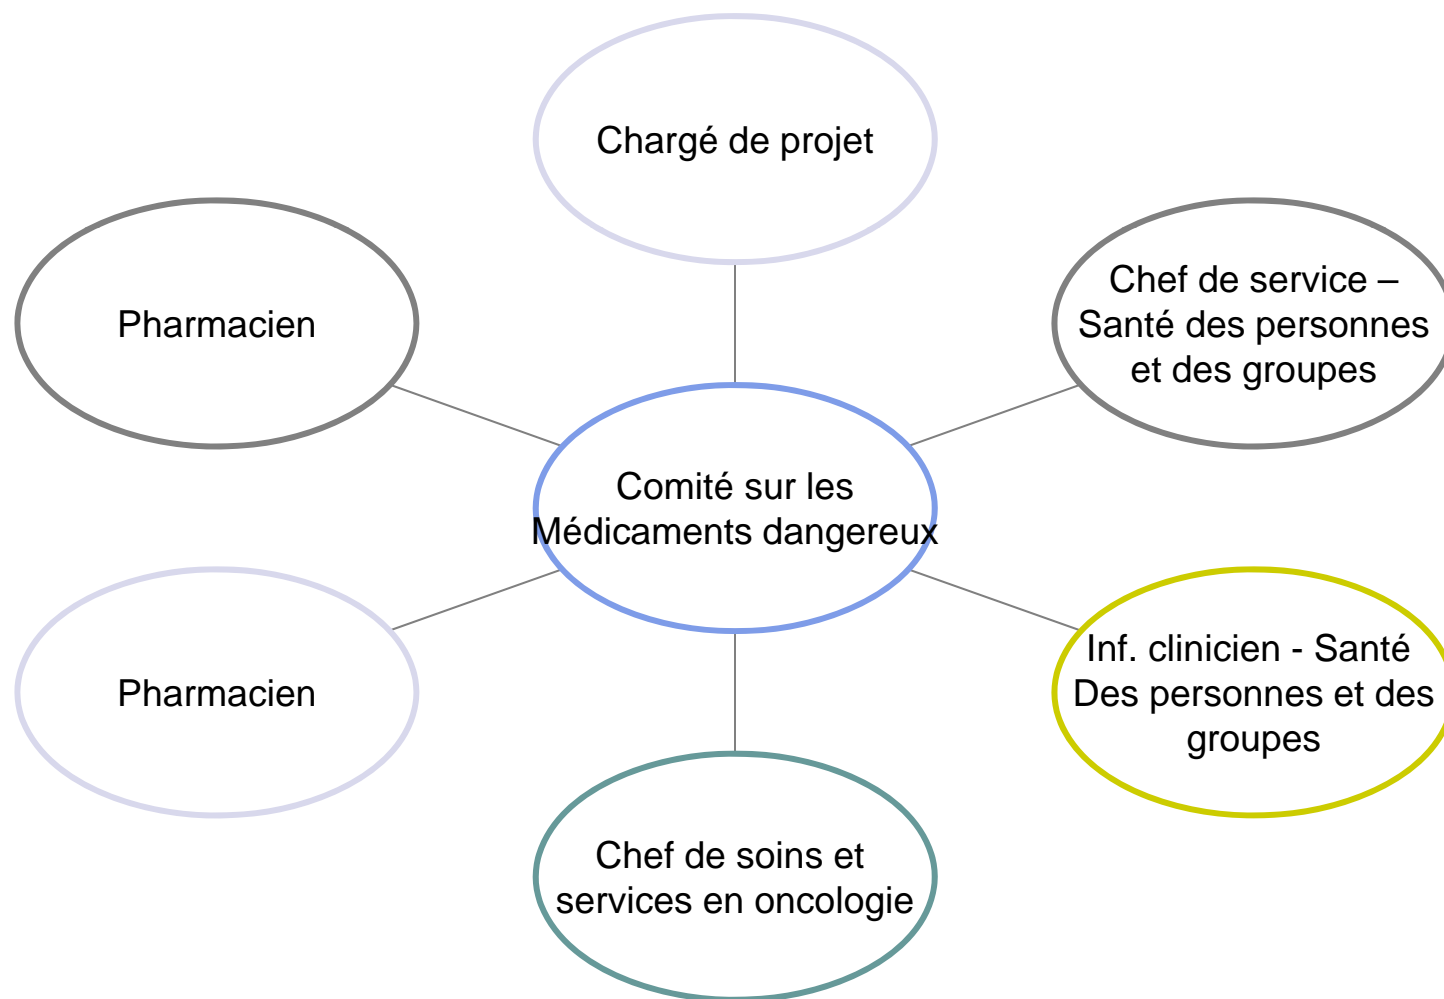 Chargé de projet
Pharmacien
Chef de service –
Santé des personnes
et des groupes
Comité sur les
Médicaments dangereux
Pharmacien
Inf. clinicien - Santé
Des personnes et des
groupes
Chef de soins et
services en oncologie